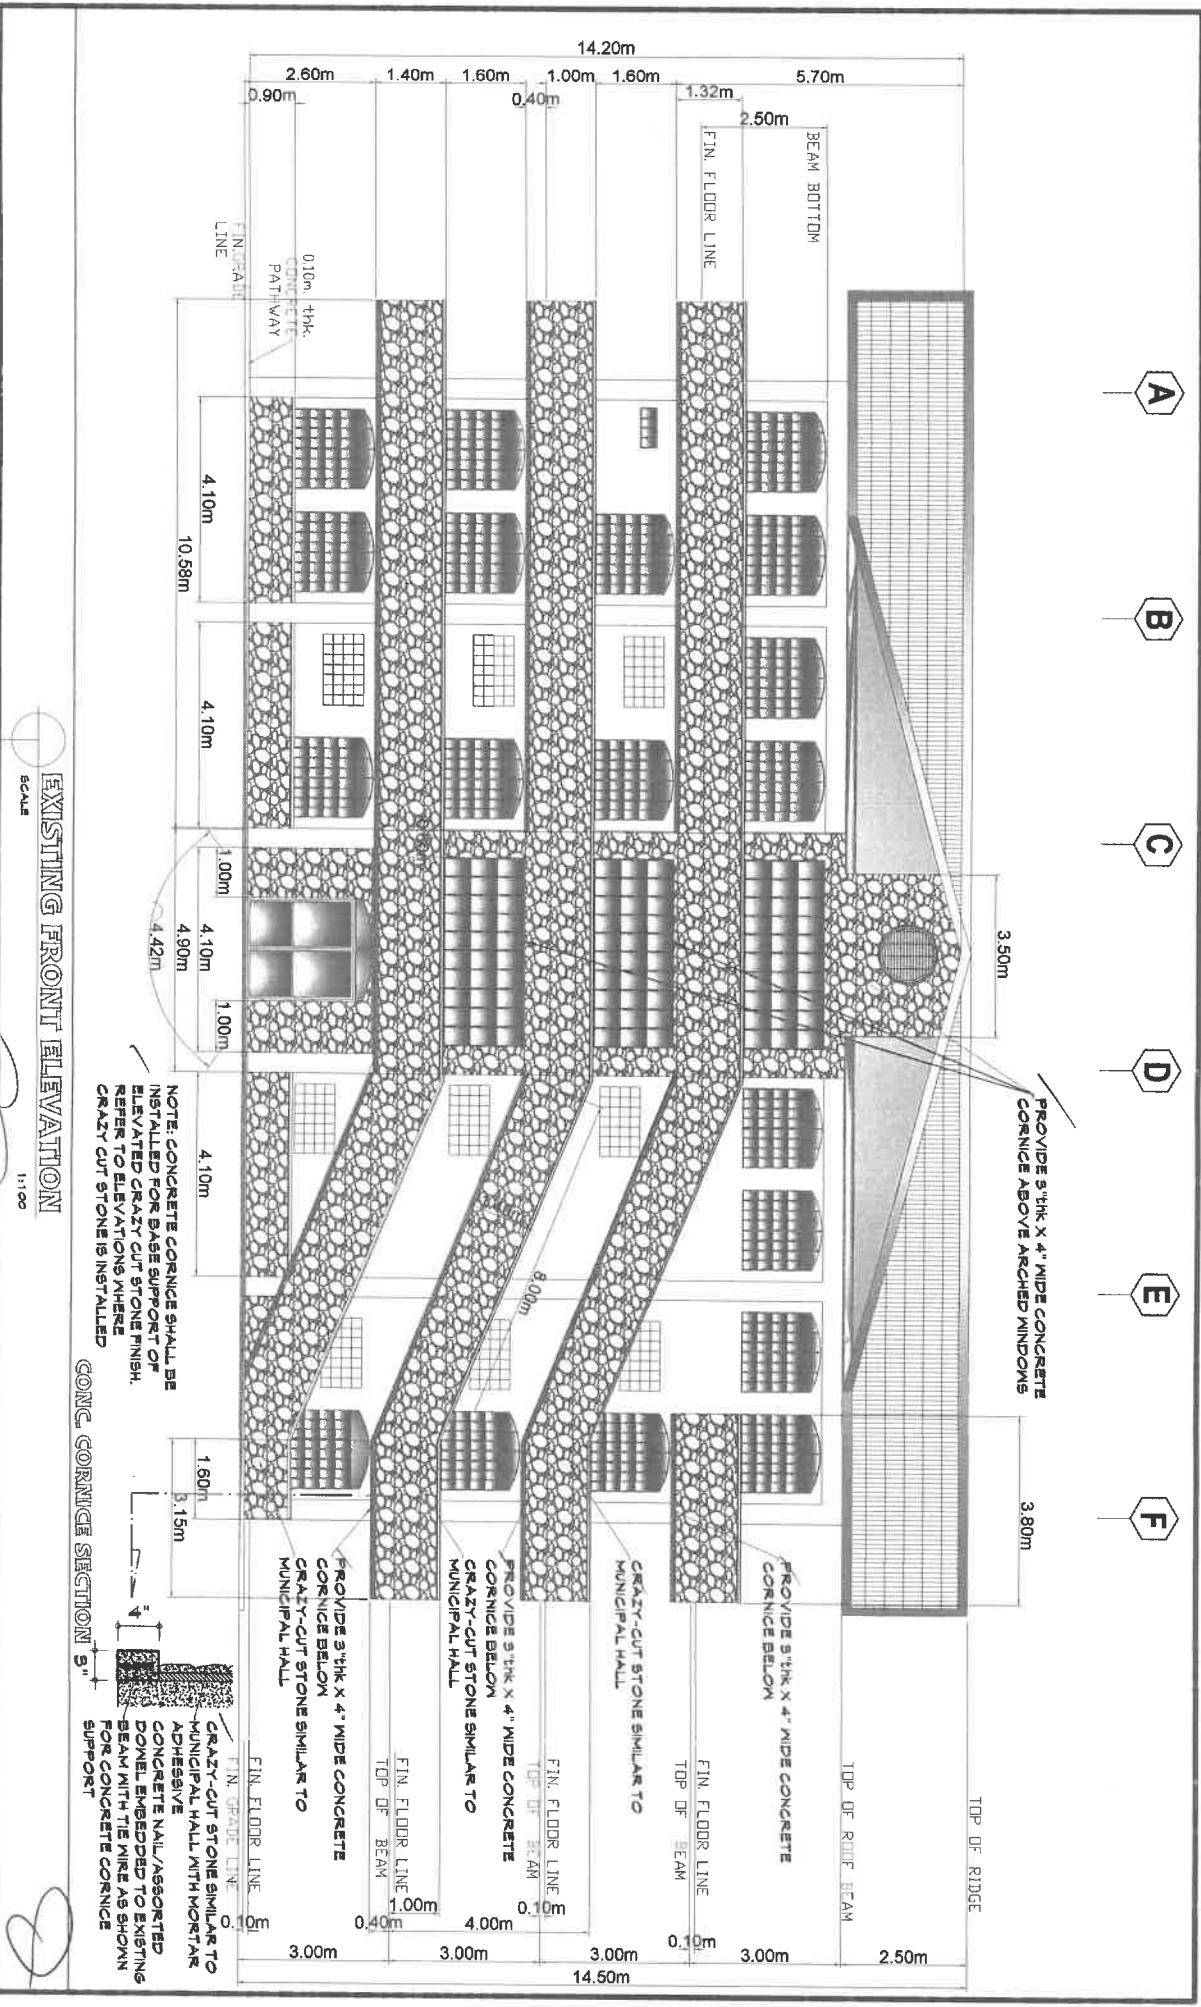 A
B
C
D
E
F
3.50m
3.80m
PROVIDE 3"thk X 4" WIDE CONCRETE
CORNICE ABOVE ARCHED WINDOWS
14.20m
2.60m
1.40m
1.60m
1.00m
1.60m
5.70m
0.90m
0.40m
1.32m
2.50m
BEAM BOTTOM
FIN. FLOOR LINE
0.10m. thk.
CONCRETE
PATHWAY
FIN.GRADE
LINE
8.00m
TOP OF RIDGE
TOP OF ROOF BEAM
PROVIDE 3"thk X 4" WIDE CONCRETE
CORNICE BELOW
FIN. FLOOR LINE
TOP OF BEAM
CRAZY-CUT STONE SIMILAR TO
MUNICIPAL HALL
FIN. FLOOR LINE
TOP OF BEAM
PROVIDE 3"thk X 4" WIDE CONCRETE
CORNICE BELOW
CRAZY-CUT STONE SIMILAR TO
MUNICIPAL HALL
FIN. FLOOR LINE
TOP OF BEAM
PROVIDE 3"thk X 4" WIDE CONCRETE
CORNICE BELOW
CRAZY-CUT STONE SIMILAR TO
MUNICIPAL HALL
FIN. FLOOR LINE
FIN. GRADE LINE
2.50m
3.00m
0.10m
3.00m
0.10m
4.00m
3.00m
1.00m
0.40m
3.00m
0.10m
14.50m
4.10m
10.58m
4.10m
1.00m
4.10m
1.00m
4.90m
4.42m
4.10m
1.60m
3.15m
NOTE: CONCRETE CORNICE SHALL BE
INSTALLED FOR BASE SUPPORT OF
ELEVATED CRAZY CUT STONE FINISH.
REFER TO ELEVATIONS WHERE
CRAZY CUT STONE IS INSTALLED
4"
3"
CRAZY-CUT STONE SIMILAR TO
MUNICIPAL HALL WITH MORTAR
ADHESSIVE
CONCRETE NAIL/ASSORTED
DOWEL EMBEDDED TO EXISTING
BEAM WITH TIE WIRE AS SHOWN
FOR CONCRETE CORNICE
SUPPORT
CONC. CORNICE SECTION
EXISTING FRONT ELEVATION
SCALE
1:100